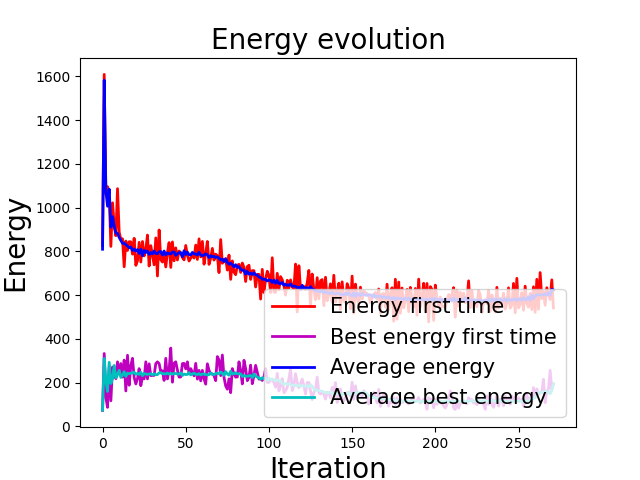 Energy evolution
1600
1400
1200
1000
800
600
400
200
0
Energy
Energy first time
Best energy first time
Average energy
Average best energy
0 50 100 150 200 250
Iteration